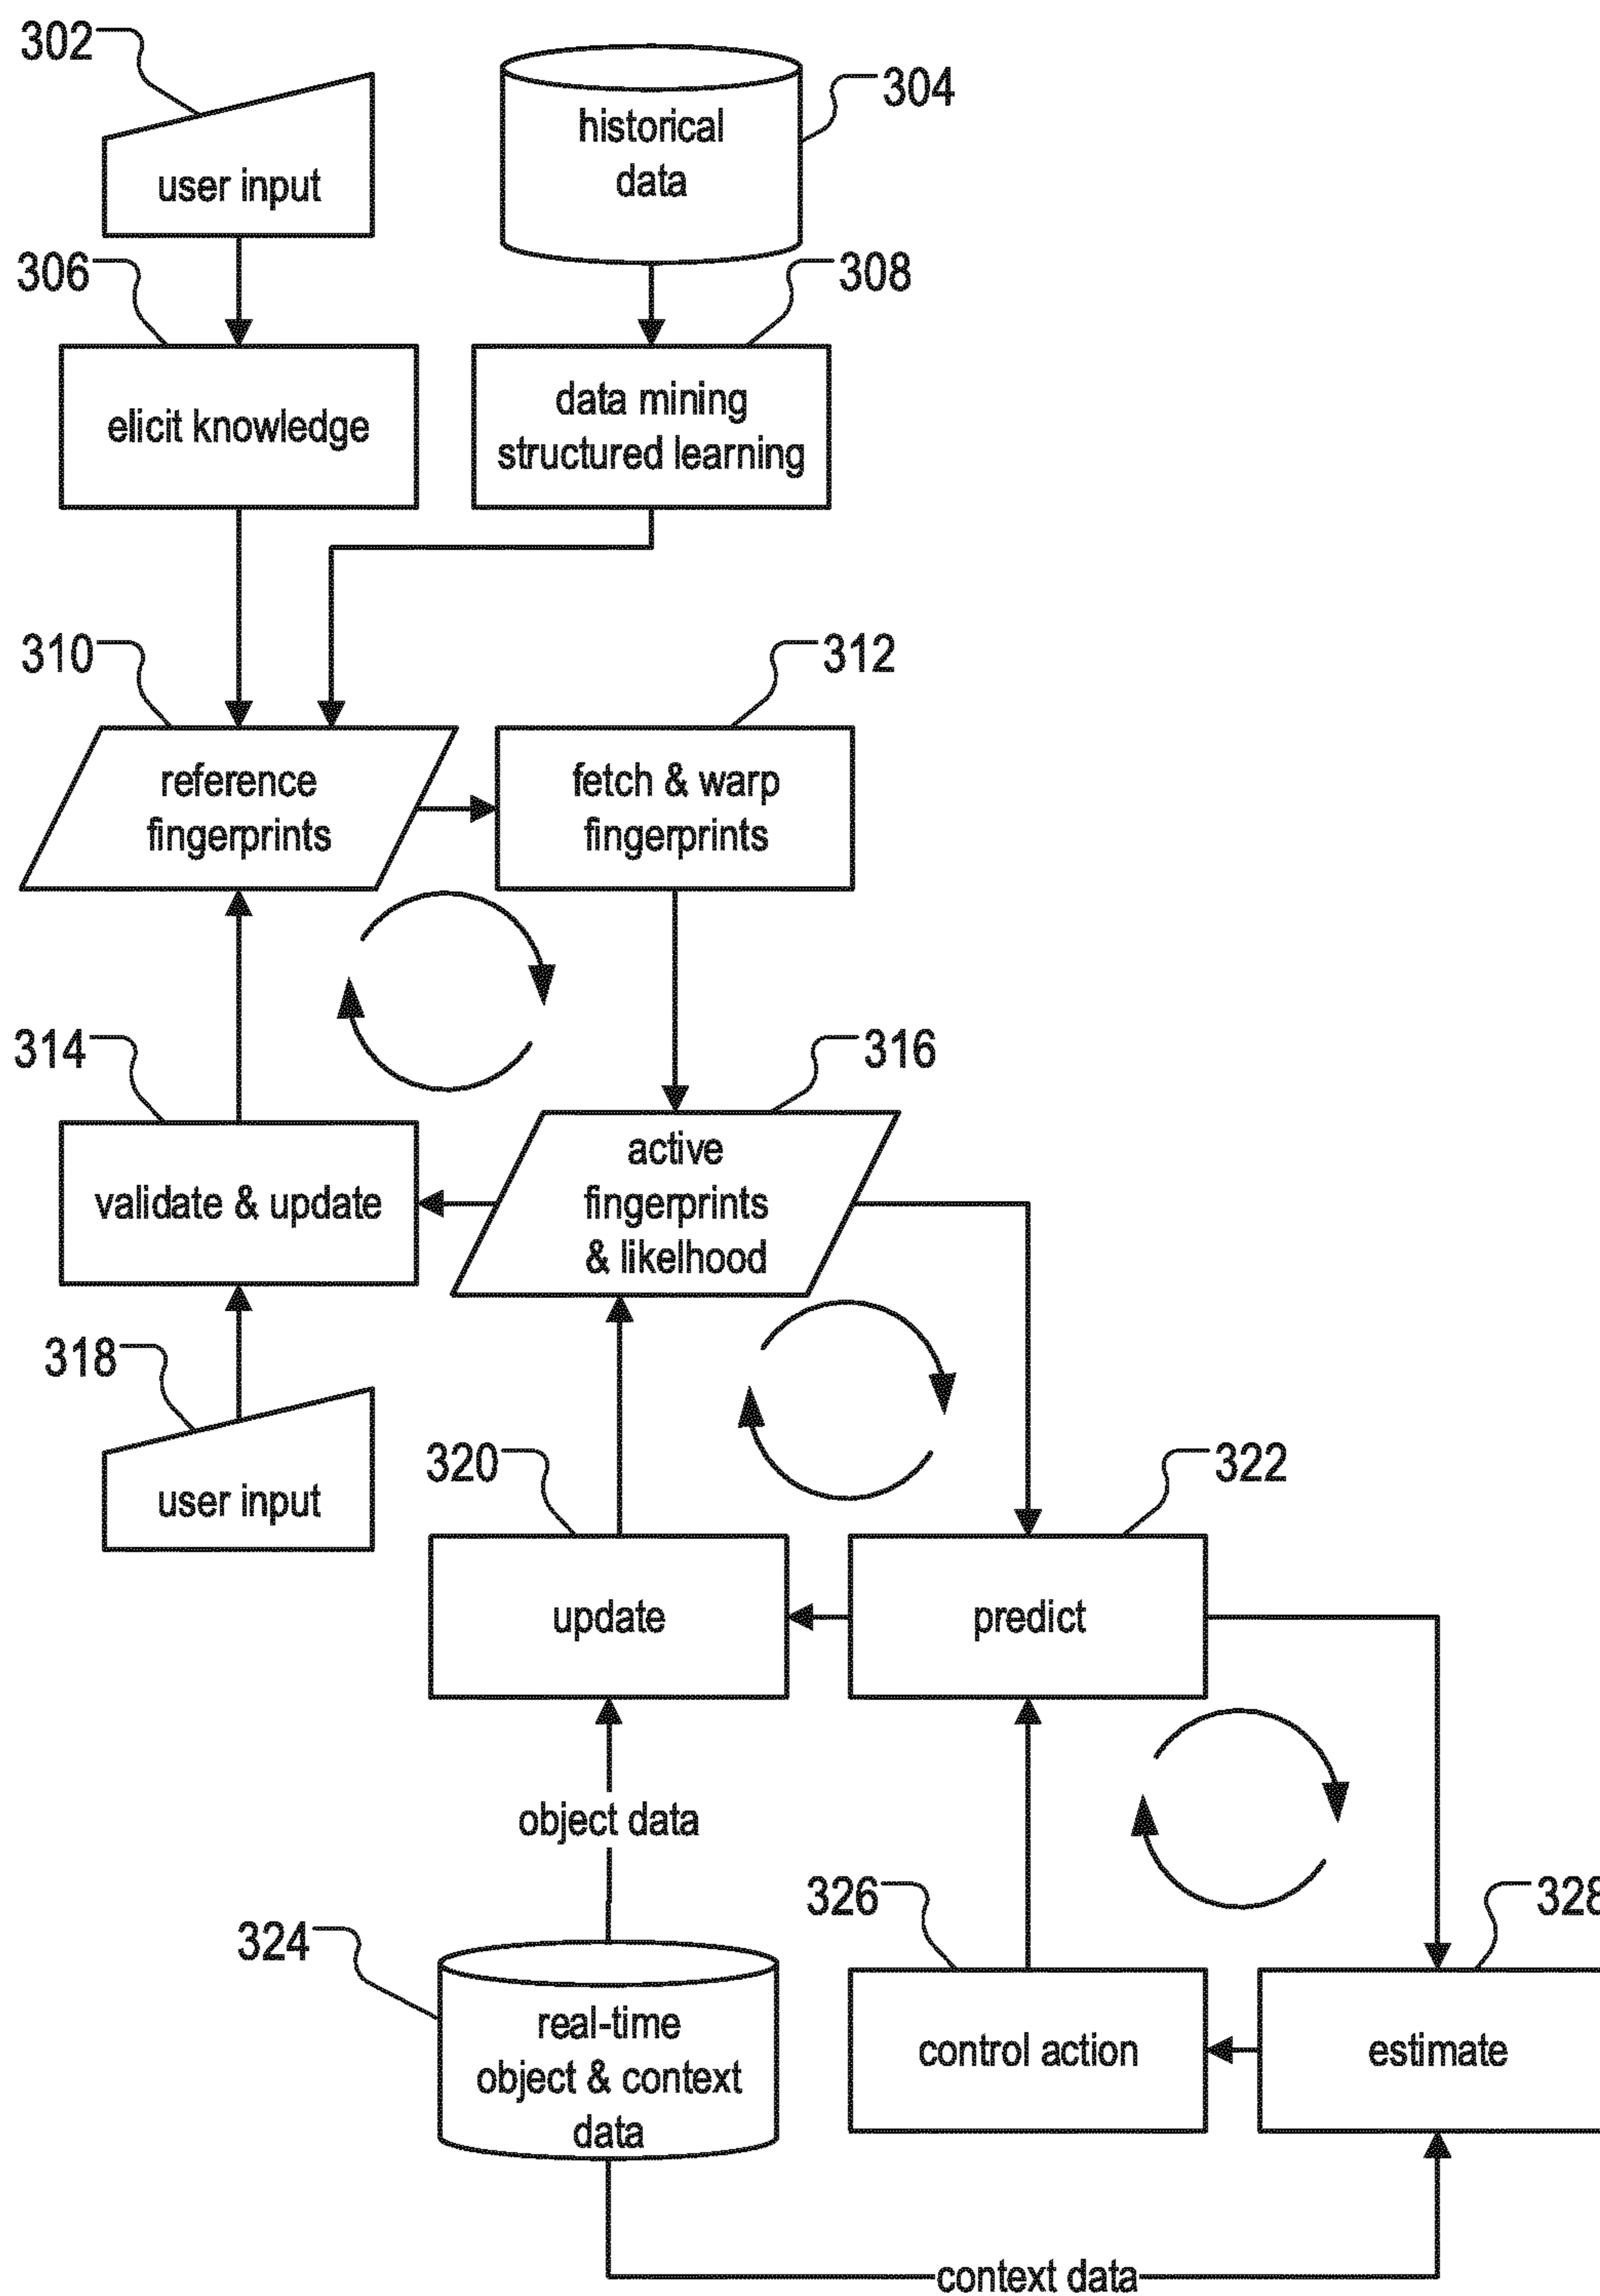 302
304
historical
data
user input
306
308
elicit knowledge
data mining
structured learning
310
312
reference
fingerprints
fetch & warp
fingerprints
314
316
validate & update
active
fingerprints
& likelhood
318
user input
320
322
update
predict
object data
324
326
328
real-time
object & context
data
control action
estimate
context data